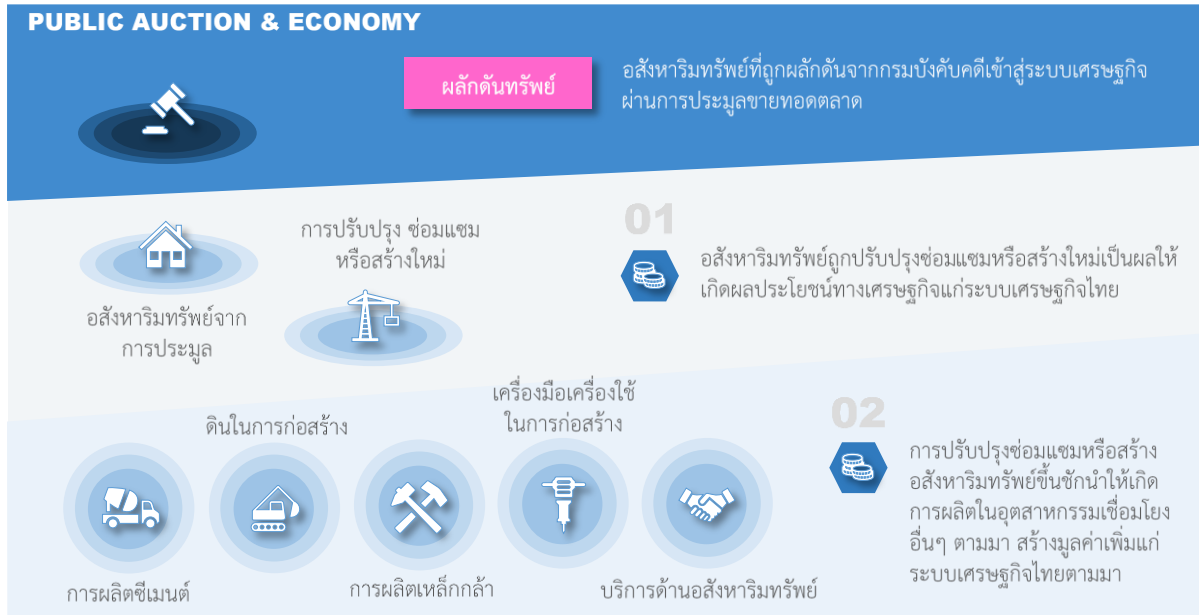 PUBLIC AUCTION & ECONOMY
ผลักดันทรัพย์
อสังหาริมทรัพย์ที่ถูกผลักดันจากกรมบังคับคดีเข้าสู่ระบบเศรษฐกิจ
ผ่านการประมูลขายทอดตลาด
การปรับปรุง ซ่อมแซม
หรือสร้างใหม่
อสังหาริมทรัพย์จาก
การประมูล
01
อสังหาริมทรัพย์ถูกปรับปรุงซ่อมแซมหรือสร้างใหม่เป็นผลให้
เกิดผลประโยชน์ทางเศรษฐกิจแก่ระบบเศรษฐกิจไทย
ดินในการก่อสร้าง
เครื่องมือเครื่องใช้
ในการก่อสร้าง
การผลิตซีเมนต์
การผลิตเหล็กกล้า
บริการด้านอสังหาริมทรัพย์
02
การปรับปรุงซ่อมแซมหรือสร้าง
อสังหาริมทรัพย์ขึ้นชักนำให้เกิด
การผลิตในอุตสาหกรรมเชื่อมโยง
อื่นๆ ตามมา สร้างมูลค่าเพิ่มแก่
ระบบเศรษฐกิจไทยตามมา